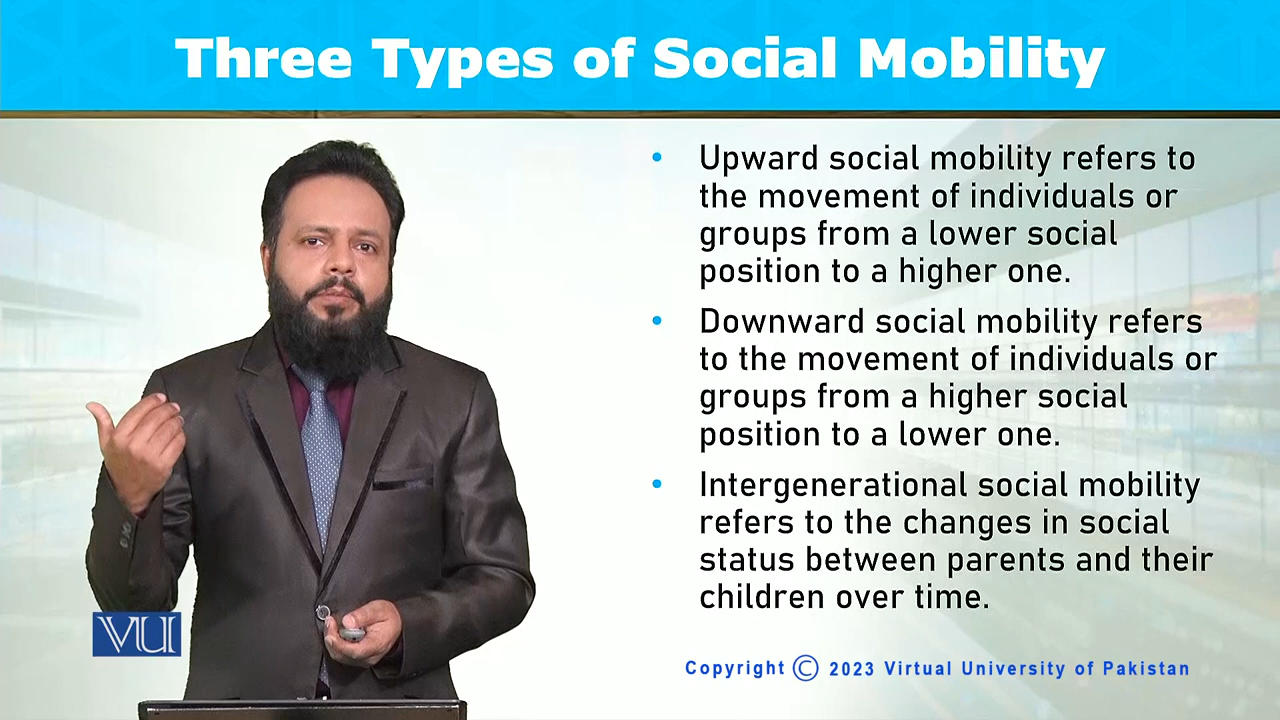 Three Types of Social Mobility
• Upward social mobility refers to
the movement of individuals or
groups from a lower social
position to a higher one.
• Downward social mobility refers
to the movement of individuals or
groups from a higher social
position to a lower one.
• Intergenerational social mobility
refers to the changes in social
status between parents and their
children over time.
VU
Copyright © 2023 Virtual University of Pakistan